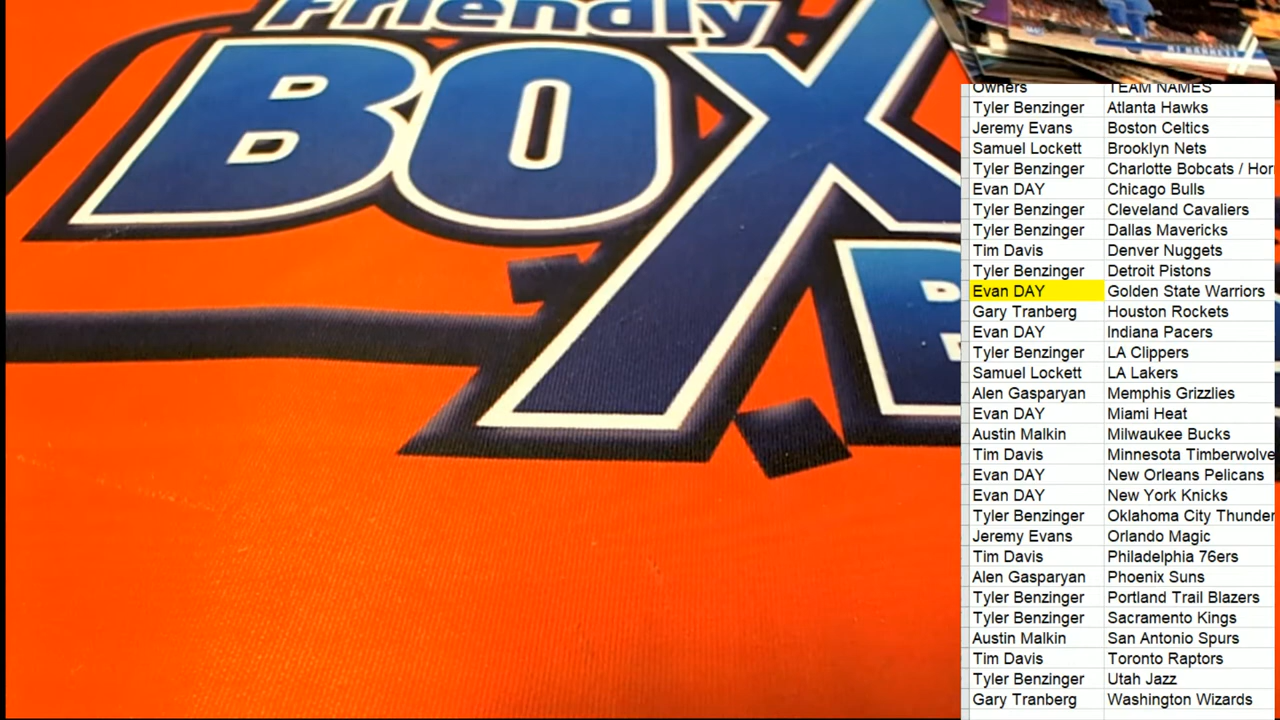 Friendly
BOX
Owners TEAM NAMES
Tyler Benzinger Atlanta Hawks
Jeremy Evans Boston Celtics
Samuel Lockett Brooklyn Nets
Tyler Benzinger Charlotte Bobcats / Hor
Evan DAY Chicago Bulls
Tyler Benzinger Cleveland Cavaliers
Tyler Benzinger Dallas Mavericks
Tim Davis Denver Nuggets
Tyler Benzinger Detroit Pistons
Evan DAY Golden State Warriors
Gary Tranberg Houston Rockets
Evan DAY Indiana Pacers
Tyler Benzinger LA Clippers
Samuel Lockett LA Lakers
Alen Gasparyan Memphis Grizzlies
Evan DAY Miami Heat
Austin Malkin Milwaukee Bucks
Tim Davis Minnesota Timberwolve
Evan DAY New Orleans Pelicans
Evan DAY New York Knicks
Tyler Benzinger Oklahoma City Thunder
Jeremy Evans Orlando Magic
Tim Davis Philadelphia 76ers
Alen Gasparyan Phoenix Suns
Tyler Benzinger Portland Trail Blazers
Tyler Benzinger Sacramento Kings
Austin Malkin San Antonio Spurs
Tim Davis Toronto Raptors
Tyler Benzinger Utah Jazz
Gary Tranberg Washington Wizards